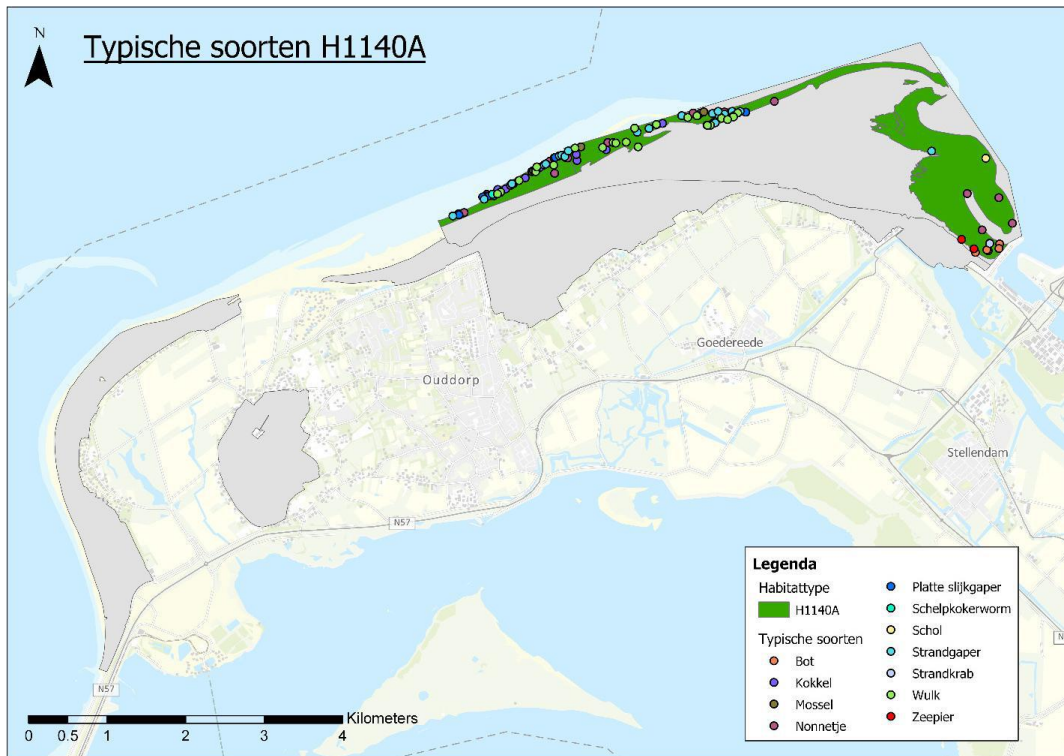 Typische soorten H1140A
N
Goedereede
Ouddorp
Stellendam
N57
N57
N
0 0.5 1 2 3 4 Kilometers
Legenda
Habitattype
H1140A
Typische soorten
Bot
Kokkel
Mossel
Nonnetje
Platte slijkgaper
Schelpkokerworm
Schol
Strandgaper
Strandkrab
Wulk
Zeepier